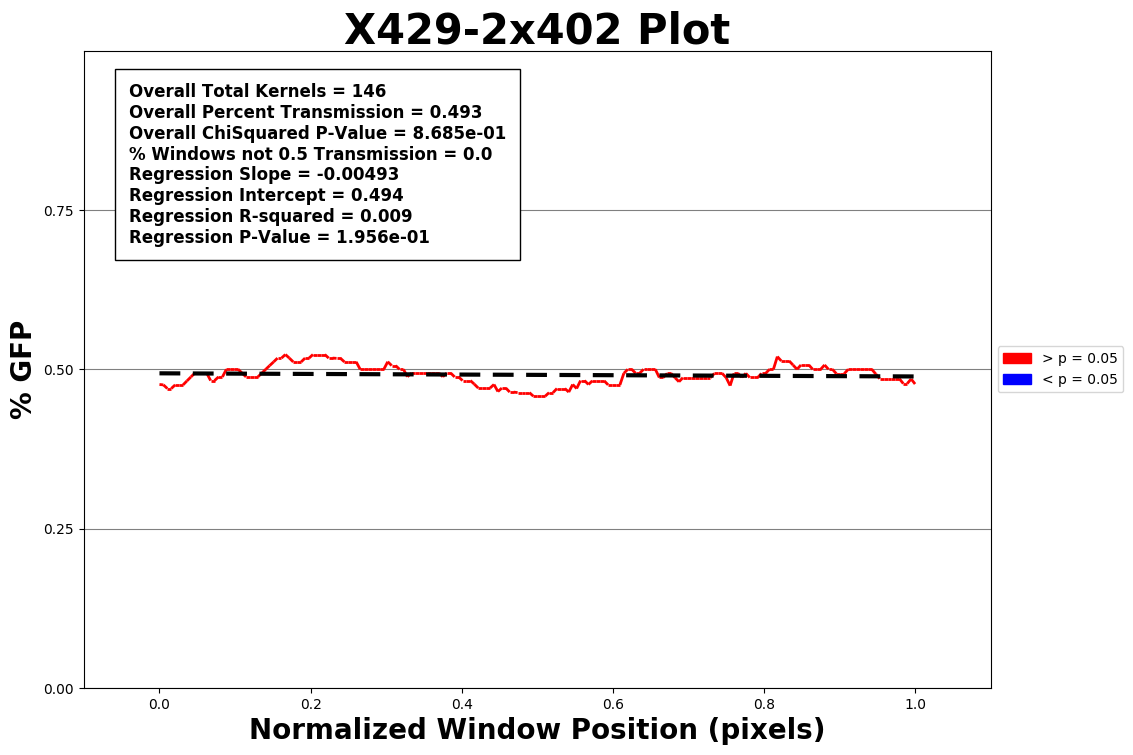 X429-2x402 Plot
Overall Total Kernels = 146
Overall Percent Transmission = 0.493
Overall ChiSquared P-Value = 8.685e-01
% Windows not 0.5 Transmission = 0.0
Regression Slope = -0.00493
Regression Intercept = 0.494
Regression R-squared = 0.009
Regression P-Value = 1.956e-01
% GFP
0.75
0.50
0.25
0.00
> p = 0.05
< p = 0.05
0.0 0.2 0.4 0.6 0.8 1.0
Normalized Window Position (pixels)